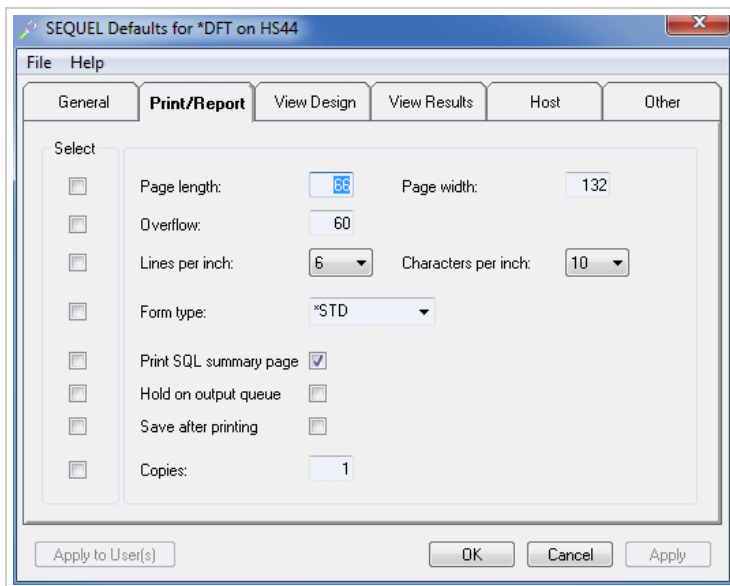 SEQUEL Defaults for *DFT on HS44
File Help
General Print/Report View Design View Results Host Other
Select
Page length: 66 Page width: 132
Overflow: 60
Lines per inch: 6 Characters per inch: 10
Form type: *STD
Print SQL summary page
Hold on output queue
Save after printing
Copies: 1
Apply to User(s) OK Cancel Apply